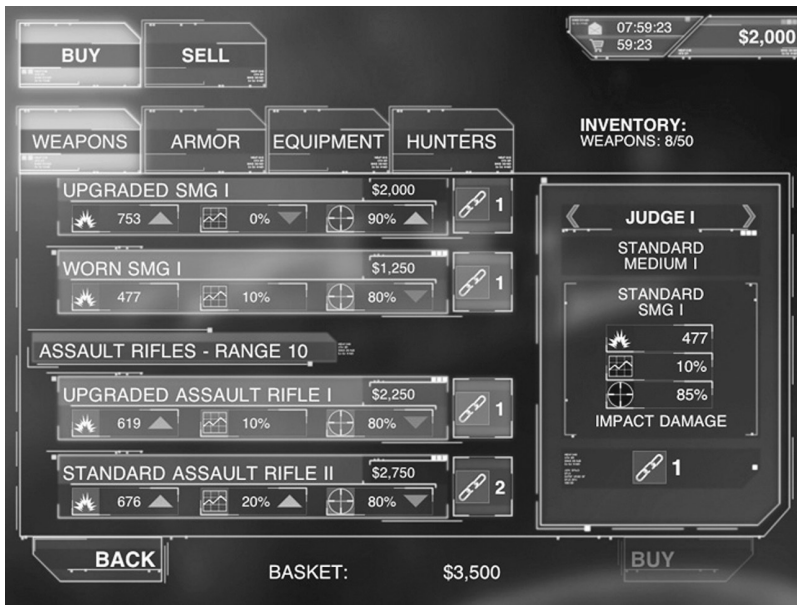 BUY
SELL
07:59:23
59:23
$2,000
WEAPONS
ARMOR
EQUIPMENT
HUNTERS
INVENTORY:
WEAPONS: 8/50
UPGRADED SMG I
$2,000
753
0%
90%
1
WORN SMG I
$1,250
477
10%
80%
1
ASSAULT RIFLES - RANGE 10
UPGRADED ASSAULT RIFLE I
$2,250
619
10%
80%
1
STANDARD ASSAULT RIFLE II
$2,750
676
20%
80%
2
JUDGE I
STANDARD
MEDIUM I
STANDARD
SMG I
477
10%
85%
IMPACT DAMAGE
1
BACK
BASKET:
$3,500
BUY